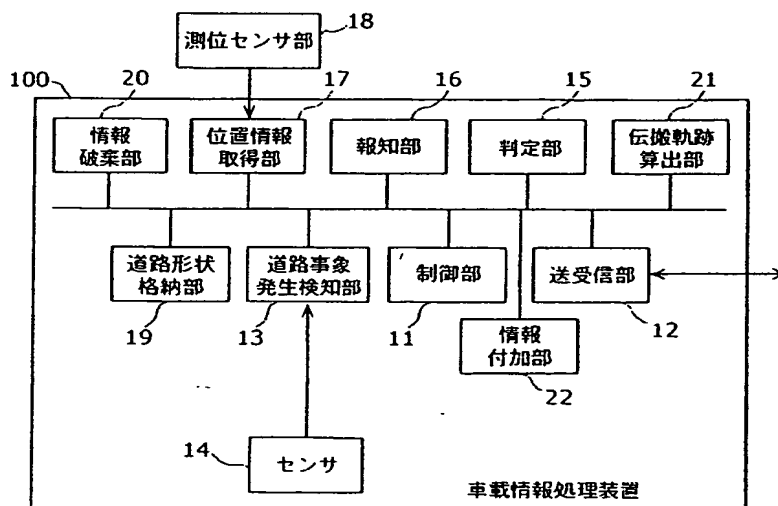 測位センサ部
18
100
20
17
16
15
21
情報
破棄部
位置情報
取得部
報知部
判定部
伝搬軌跡
算出部
道路形状
格納部
道路事象
発生検知部
制御部
送受信部
19
13
11
12
情報
付加部
22
14
センサ
車載情報処理装置